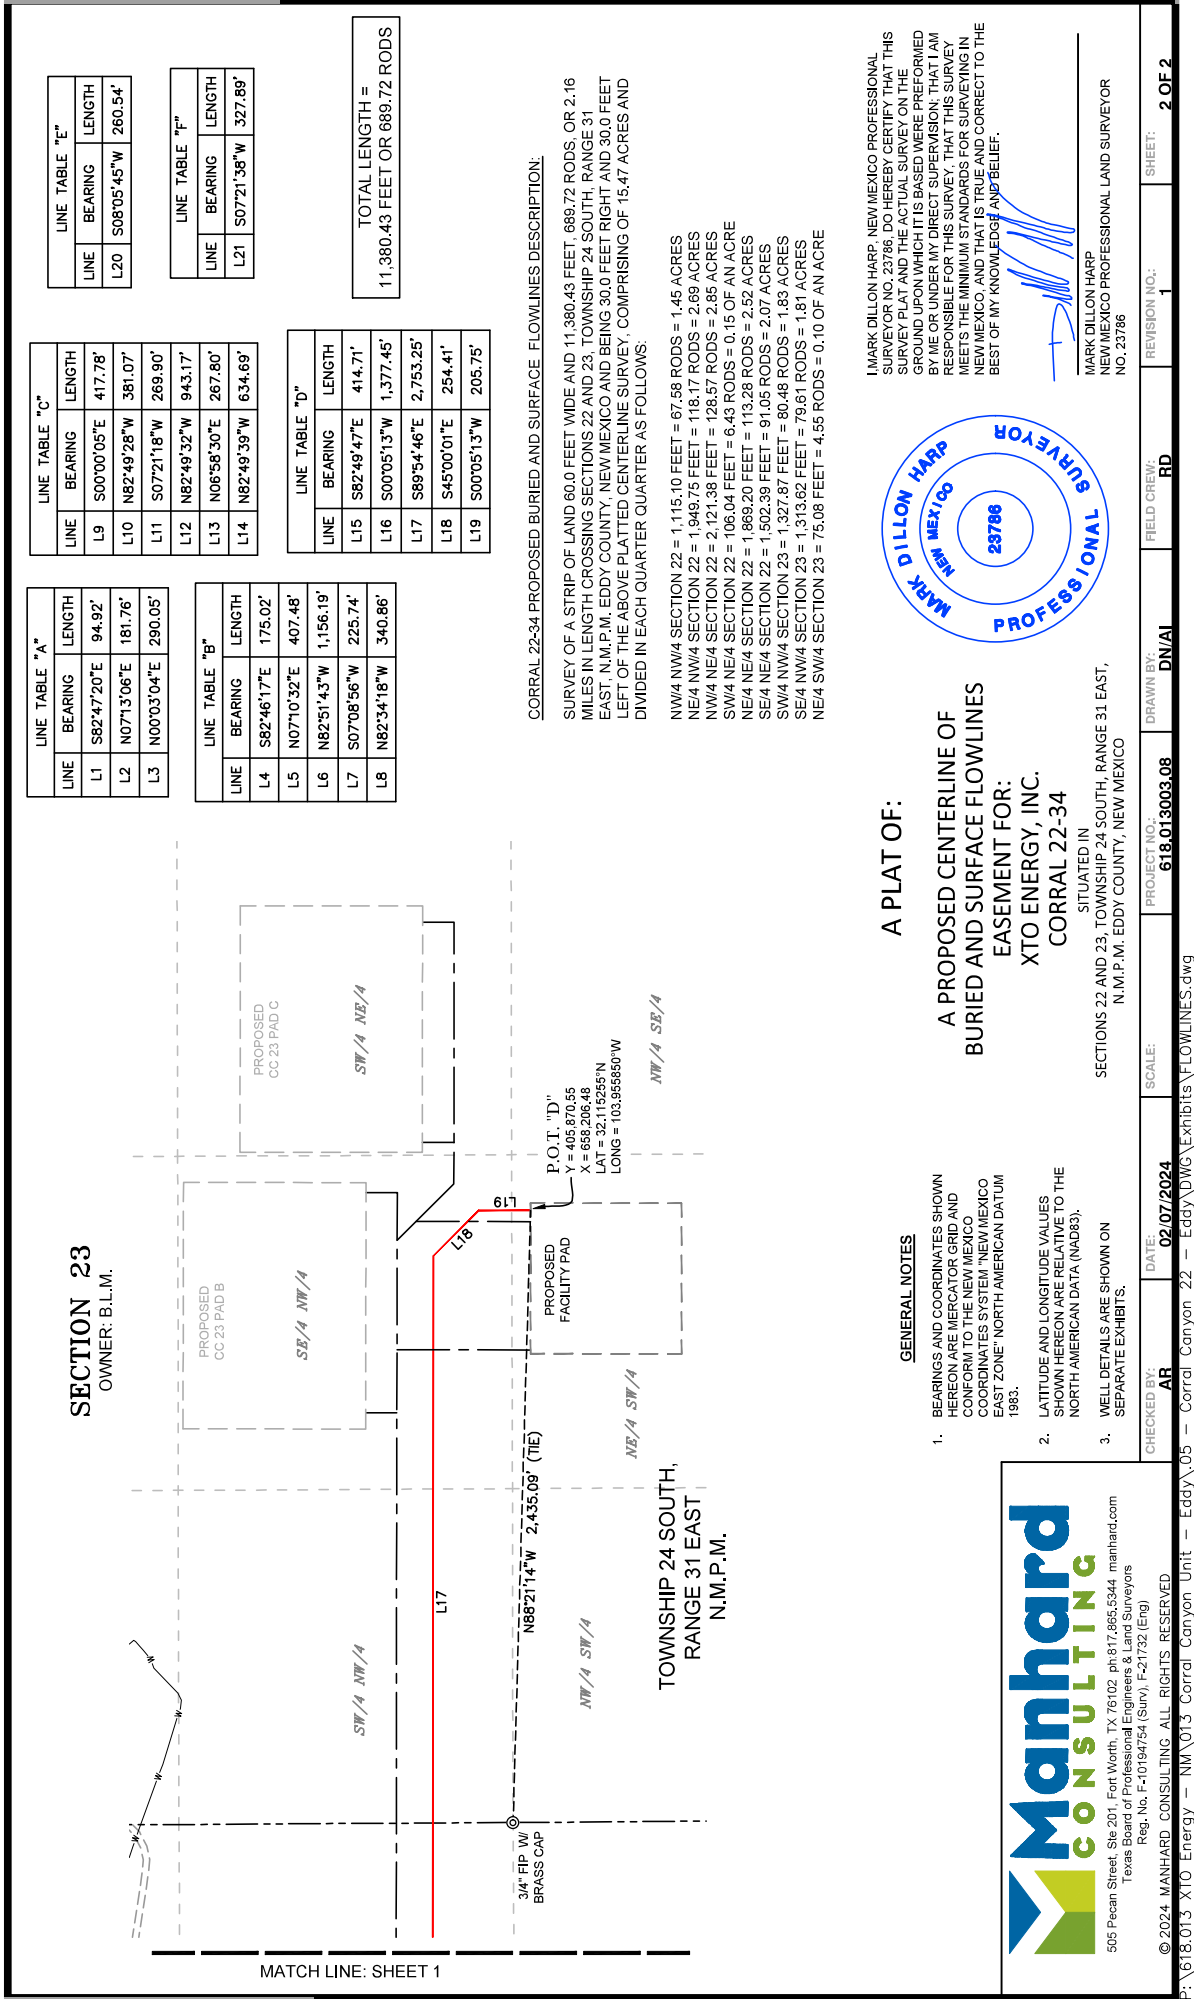 SECTION 23
OWNER: B.L.M.
PROPOSED
CC 23 PAD B
PROPOSED
CC 23 PAD C
SW/4 NW/4
SE/4 NW/4
SW/4 NE/4
W
W
W
W
L17
L18
L19
N88°21'14"W 2,435.09' (TIE)
3/4" FIP W/
BRASS CAP
NW/4 SW/4
NE/4 SW/4
NW/4 SE/4
PROPOSED
FACILITY PAD
P.O.T. "D"
Y = 405,870.55
X = 658,206.48
LAT = 32.115255°N
LONG = 103.955850°W
TOWNSHIP 24 SOUTH,
RANGE 31 EAST
N.M.P.M.
MATCH LINE: SHEET 1
LINE TABLE "A"
LINE BEARING LENGTH
L1 S82°47'20"E 94.92'
L2 N07°13'06"E 181.76'
L3 N00°03'04"E 290.05'
LINE TABLE "B"
LINE BEARING LENGTH
L4 S82°46'17"E 175.02'
L5 N07°10'32"E 407.48'
L6 N82°51'43"W 1,156.19'
L7 S07°08'56"W 225.74'
L8 N82°34'18"W 340.86'
LINE TABLE "C"
LINE BEARING LENGTH
L9 S00°00'05"E 417.78'
L10 N82°49'28"W 381.07'
L11 S07°21'18"W 269.90'
L12 N82°49'32"W 943.17'
L13 N06°58'30"E 267.80'
L14 N82°49'39"W 634.69'
LINE TABLE "D"
LINE BEARING LENGTH
L15 S82°49'47"E 414.71'
L16 S00°05'13"W 1,377.45'
L17 S89°54'46"E 2,753.25'
L18 S45°00'01"E 254.41'
L19 S00°05'13"W 205.75'
LINE TABLE "E"
LINE BEARING LENGTH
L20 S08°05'45"W 260.54'
LINE TABLE "F"
LINE BEARING LENGTH
L21 S07°21'38"W 327.89'
TOTAL LENGTH =
11,380.43 FEET OR 689.72 RODS
CORRAL 22-34 PROPOSED BURIED AND SURFACE FLOWLINES DESCRIPTION:
SURVEY OF A STRIP OF LAND 60.0 FEET WIDE AND 11,380.43 FEET, 689.72 RODS, OR 2.16
MILES IN LENGTH CROSSING SECTIONS 22 AND 23, TOWNSHIP 24 SOUTH, RANGE 31
EAST, N.M.P.M. EDDY COUNTY, NEW MEXICO AND BEING 30.0 FEET RIGHT AND 30.0 FEET
LEFT OF THE ABOVE PLATTED CENTERLINE SURVEY, COMPRISING OF 15.47 ACRES AND
DIVIDED IN EACH QUARTER QUARTER AS FOLLOWS:
NW/4 NW/4 SECTION 22 = 1,115.10 FEET = 67.58 RODS = 1.45 ACRES
NE/4 NW/4 SECTION 22 = 1,949.75 FEET = 118.17 RODS = 2.69 ACRES
NW/4 NE/4 SECTION 22 = 2,121.38 FEET = 128.57 RODS = 2.85 ACRES
SW/4 NE/4 SECTION 22 = 106.04 FEET = 6.43 RODS = 0.15 OF AN ACRE
NE/4 NE/4 SECTION 22 = 1,869.20 FEET = 113.28 RODS = 2.52 ACRES
SE/4 NE/4 SECTION 22 = 1,502.39 FEET = 91.05 RODS = 2.07 ACRES
SW/4 NW/4 SECTION 23 = 1,327.87 FEET = 80.48 RODS = 1.83 ACRES
SE/4 NW/4 SECTION 23 = 1,313.62 FEET = 79.61 RODS = 1.81 ACRES
NE/4 SW/4 SECTION 23 = 75.08 FEET = 4.55 RODS = 0.10 OF AN ACRE
GENERAL NOTES
1. BEARINGS AND COORDINATES SHOWN
HEREON ARE MERCATOR GRID AND
CONFORM TO THE NEW MEXICO
COORDINATES SYSTEM "NEW MEXICO
EAST ZONE" NORTH AMERICAN DATUM
1983.
2. LATITUDE AND LONGITUDE VALUES
SHOWN HEREON ARE RELATIVE TO THE
NORTH AMERICAN DATA (NAD83).
3. WELL DETAILS ARE SHOWN ON
SEPARATE EXHIBITS.
A PLAT OF:
A PROPOSED CENTERLINE OF
BURIED AND SURFACE FLOWLINES
EASEMENT FOR:
XTO ENERGY, INC.
CORRAL 22-34
SITUATED IN
SECTIONS 22 AND 23, TOWNSHIP 24 SOUTH, RANGE 31 EAST,
N.M.P.M. EDDY COUNTY, NEW MEXICO
MARK DILLON HARP
NEW MEXICO
23786
PROFESSIONAL SURVEYOR
I,MARK DILLON HARP, NEW MEXICO PROFESSIONAL
SURVEYOR NO. 23786, DO HEREBY CERTIFY THAT THIS
SURVEY PLAT AND THE ACTUAL SURVEY ON THE
GROUND UPON WHICH IT IS BASED WERE PREFORMED
BY ME OR UNDER MY DIRECT SUPERVISION; THAT I AM
RESPONSIBLE FOR THIS SURVEY, THAT THIS SURVEY
MEETS THE MINIMUM STANDARDS FOR SURVEYING IN
NEW MEXICO, AND THAT IS TRUE AND CORRECT TO THE
BEST OF MY KNOWLEDGE AND BELIEF.
MARK DILLON HARP
NEW MEXICO PROFESSIONAL LAND SURVEYOR
NO. 23786
Manhard
CONSULTING
505 Pecan Street, Ste 201, Fort Worth, TX 76102 ph:817.865.5344 manhard.com
Texas Board of Professional Engineers & Land Surveyors
Reg. No. F-10194754 (Surv), F-21732 (Eng)
© 2024 MANHARD CONSULTING ALL RIGHTS RESERVED
CHECKED BY: AR
DATE: 02/07/2024
SCALE:
PROJECT NO.: 618.013003.08
DRAWN BY: DN/AI
FIELD CREW: RD
REVISION NO.: 1
SHEET: 2 OF 2
P:\618.013 XTO Energy - NM\013 Corral Canyon Unit - Eddy\.05 - Corral Canyon 22 - Eddy\DWG\Exhibits\FLOWLINES.dwg